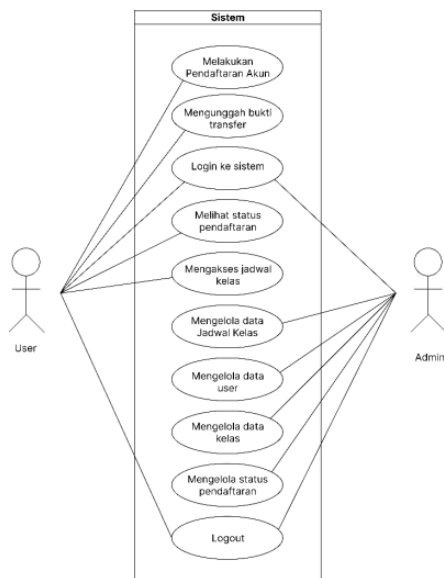 Sistem
Melakukan
Pendaftaran Akun
Mengunggah bukti
transfer
Login ke sistem
Melihat status
pendaftaran
Mengakses jadwal
kelas
Mengelola data
Jadwal Kelas
Mengelola data
user
Mengelola data
kelas
Mengelola status
pendaftaran
Logout
User
Admin